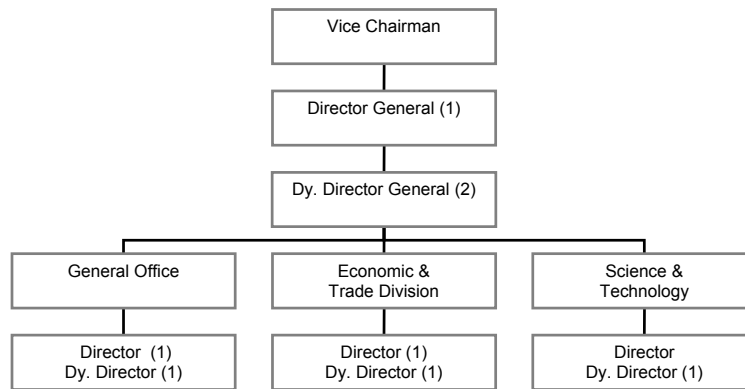 Vice Chairman
Director General (1)
Dy. Director General (2)
General Office
Economic &
Trade Division
Science &
Technology
Director (1)
Dy. Director (1)
Director (1)
Dy. Director (1)
Director
Dy. Director (1)